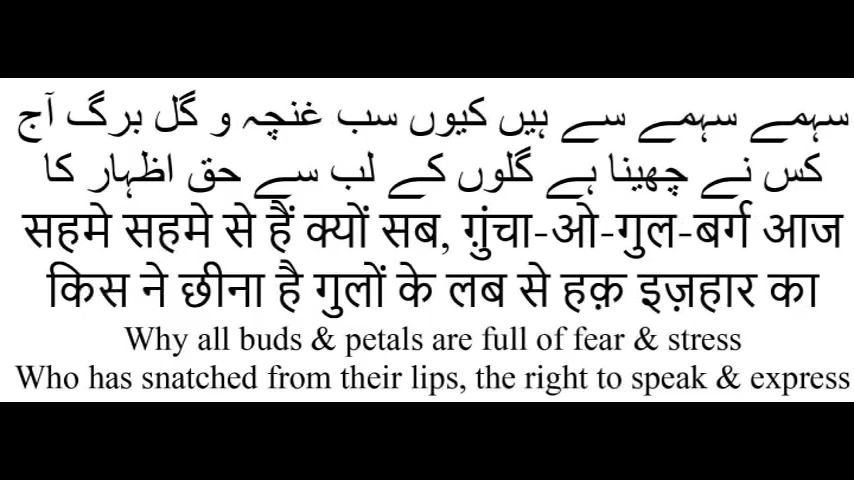 سہمے سہمے سے ہیں کیوں سب غنچہ و گل برگ آج
کس نے چھینا ہے گلوں کے لب سے حق اظہار کا
सहमे सहमे से हैं क्यों सब, ग़ुंचा-ओ-गुल-बर्ग आज
किस ने छीना है गुलों के लब से हक़ इज़हार का
Why all buds & petals are full of fear & stress
Who has snatched from their lips, the right to speak & express